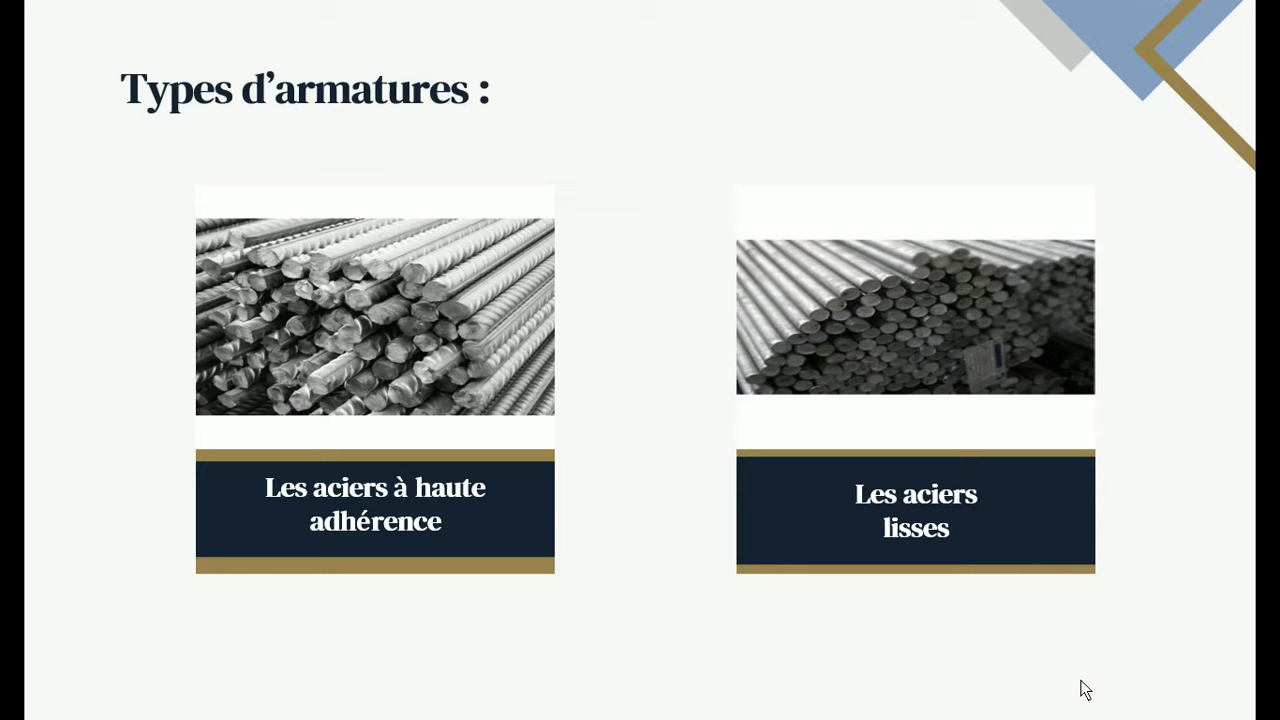 Types d’armatures :
Les aciers à haute
adhérence
Les aciers
lisses